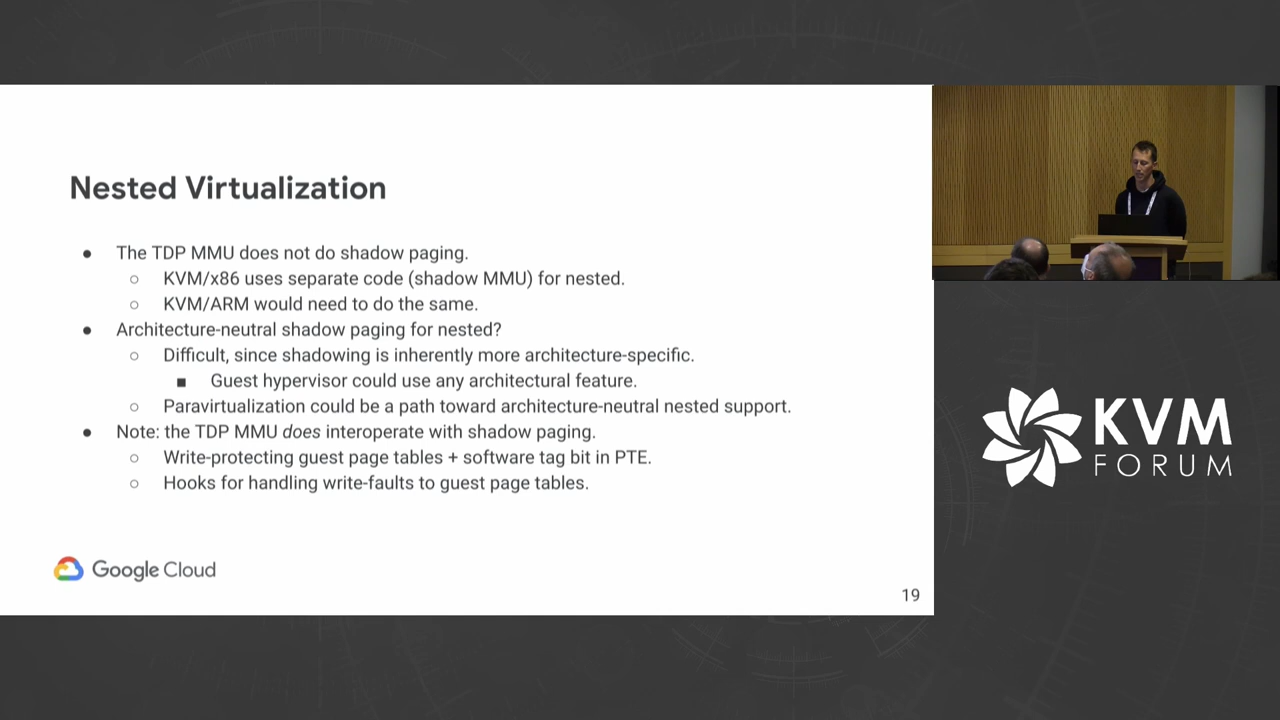 Nested Virtualization
● The TDP MMU does not do shadow paging.
○ KVM/x86 uses separate code (shadow MMU) for nested.
○ KVM/ARM would need to do the same.
● Architecture-neutral shadow paging for nested?
○ Difficult, since shadowing is inherently more architecture-specific.
■ Guest hypervisor could use any architectural feature.
○ Paravirtualization could be a path toward architecture-neutral nested support.
● Note: the TDP MMU does interoperate with shadow paging.
○ Write-protecting guest page tables + software tag bit in PTE.
○ Hooks for handling write-faults to guest page tables.
Google Cloud
19
KVM
FORUM